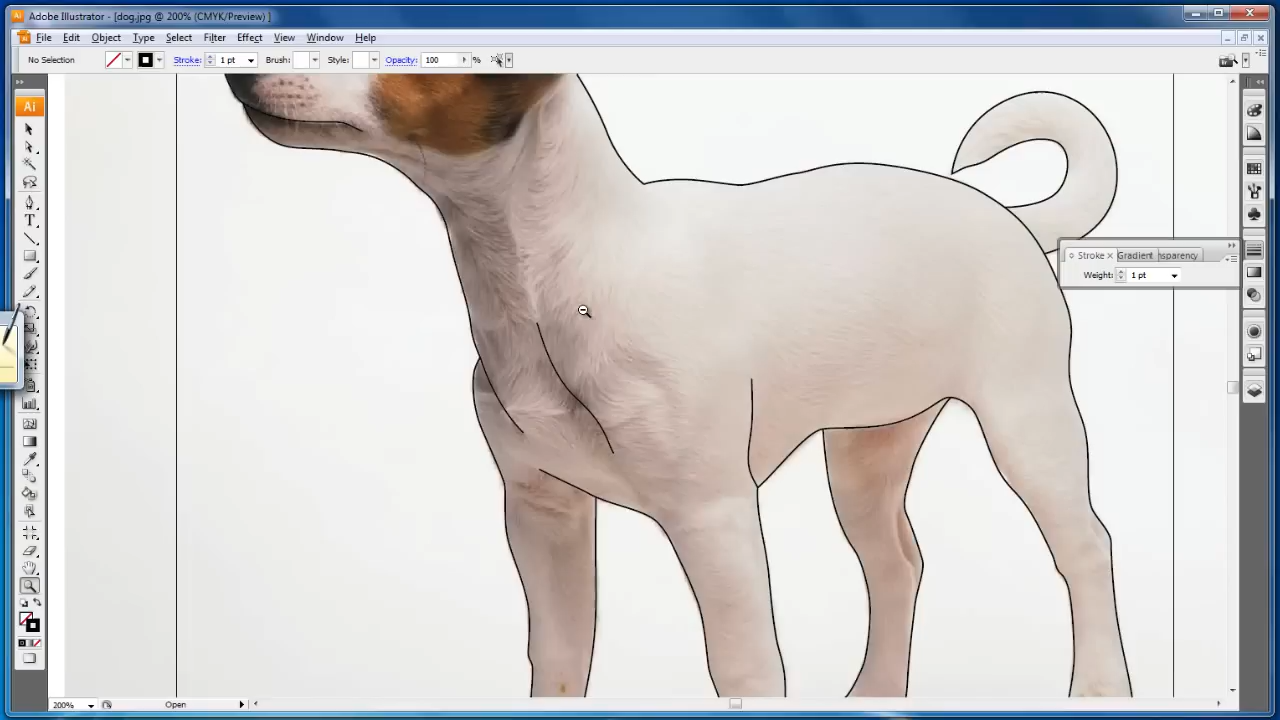 Adobe Illustrator - [dog.jpg @ 200% (CMYK/Preview) ]
File Edit Object Type Select Filter Effect View Window Help
No Selection Stroke: 1 pt Brush: Style: Opacity: 100 %
Ai
T
Stroke Gradient nsparency
Weight: 1 pt
200% Open